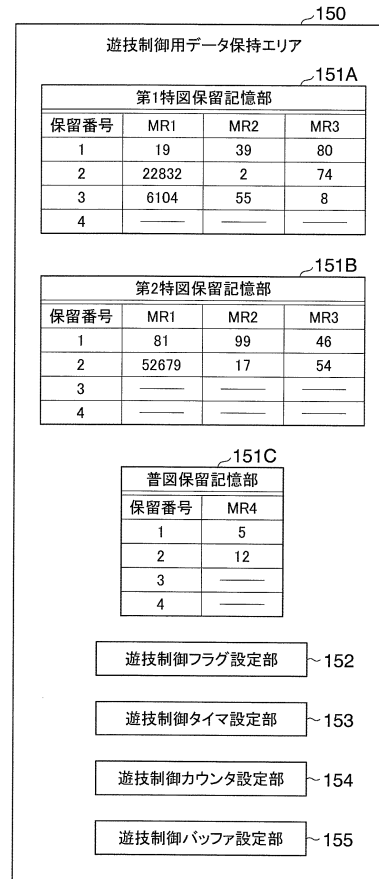 150
遊技制御用データ保持エリア
151A
第1特図保留記憶部
保留番号 MR1 MR2 MR3
1 19 39 80
2 22832 2 74
3 6104 55 8
4 ——— ——— ———
151B
第2特図保留記憶部
保留番号 MR1 MR2 MR3
1 81 99 46
2 52679 17 54
3 ——— ——— ———
4 ——— ——— ———
151C
普図保留記憶部
保留番号 MR4
1 5
2 12
3 ———
4 ———
遊技制御フラグ設定部 152
遊技制御タイマ設定部 153
遊技制御カウンタ設定部 154
遊技制御バッファ設定部 155